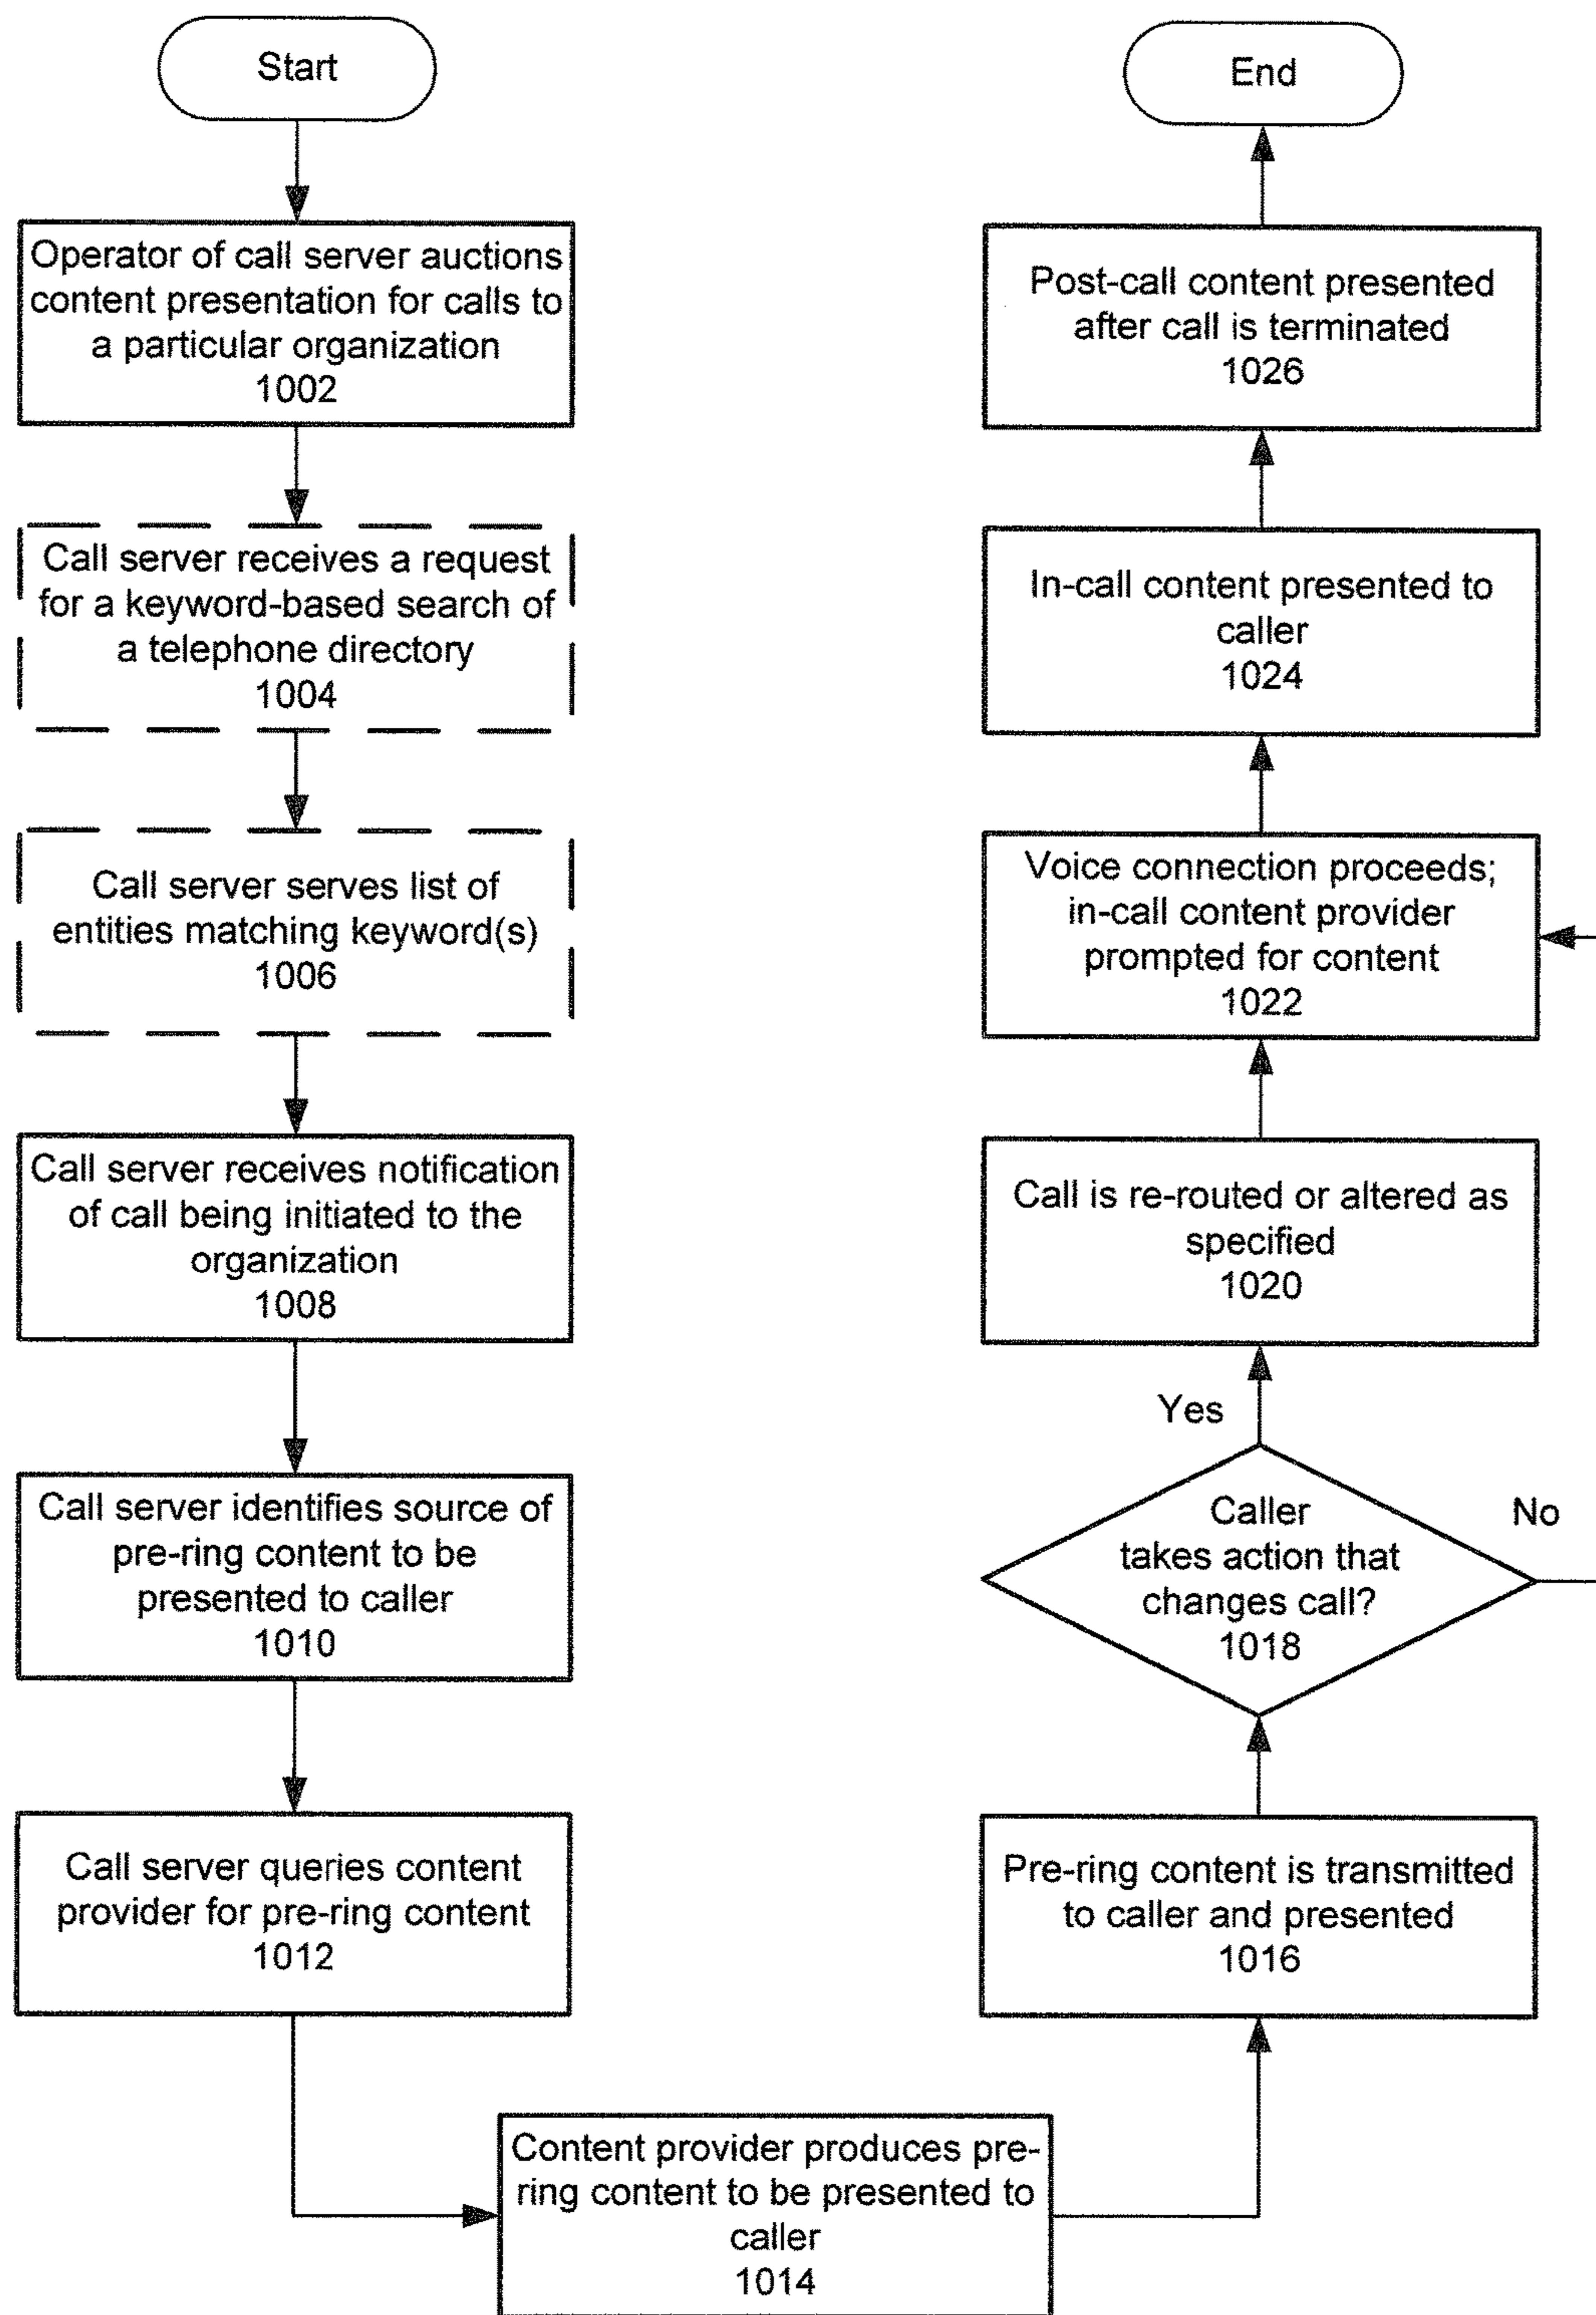 Start
Operator of call server auctions
content presentation for calls to
a particular organization
1002
Call server receives a request
for a keyword-based search of
a telephone directory
1004
Call server serves list of
entities matching keyword(s)
1006
Call server receives notification
of call being initiated to the
organization
1008
Call server identifies source of
pre-ring content to be
presented to caller
1010
Call server queries content
provider for pre-ring content
1012
Content provider produces pre-
ring content to be presented to
caller
1014
Pre-ring content is transmitted
to caller and presented
1016
Caller
takes action that
changes call?
1018
Yes
No
Call is re-routed or altered as
specified
1020
Voice connection proceeds;
in-call content provider
prompted for content
1022
In-call content presented to
caller
1024
Post-call content presented
after call is terminated
1026
End